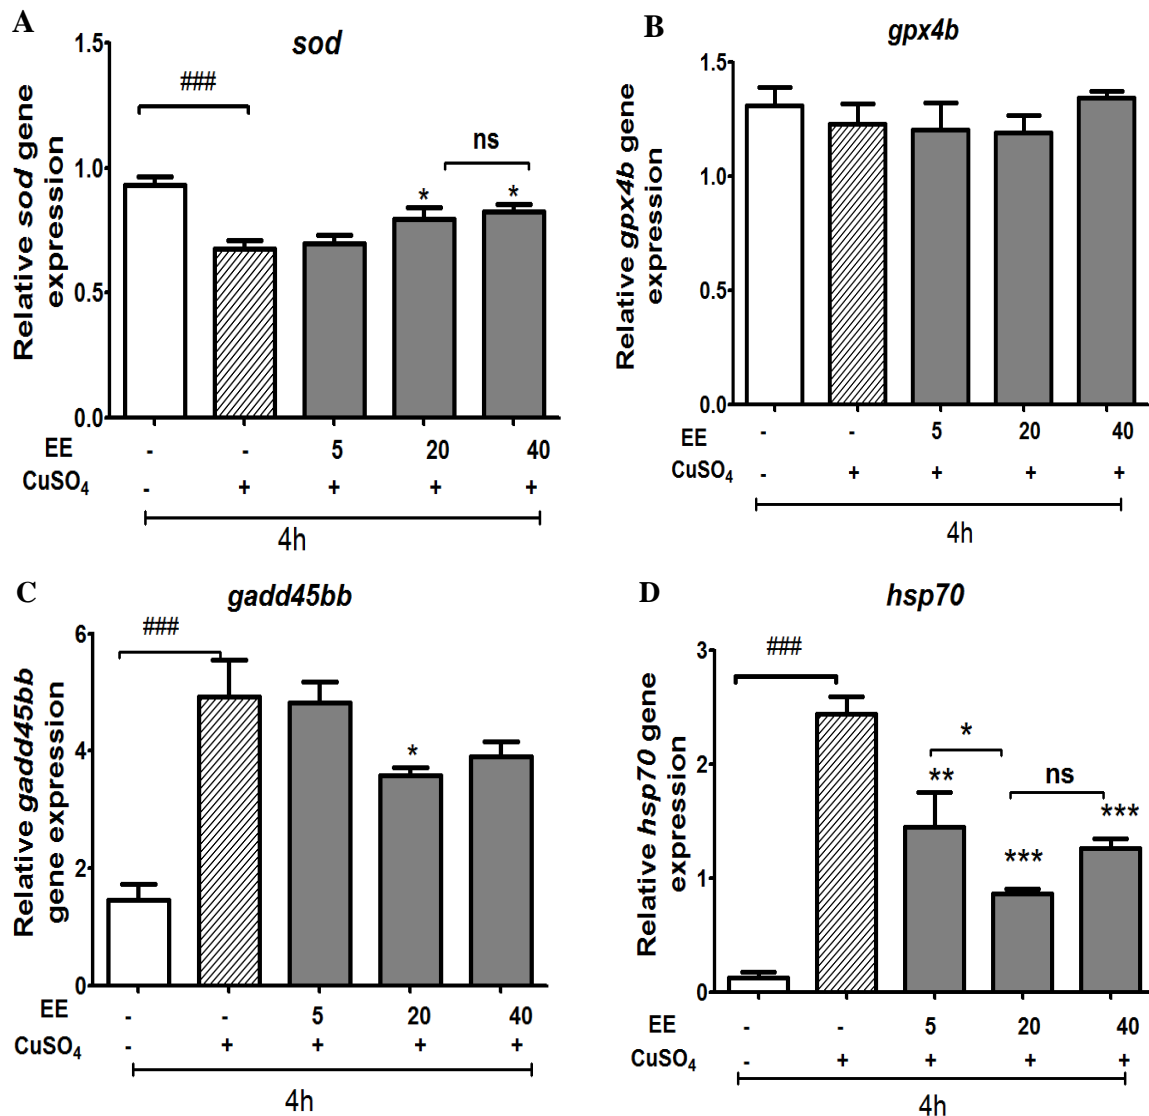 A
sod
Relative sod gene
expression
1.5
1.0
0.5
0.0
###
ns
* *
EE - - 5 20 40
CuSO₄ - + + + +
4h
B
gpx4b
Relative gpx4b gene
expression
1.5
1.0
0.5
0.0
EE - - 5 20 40
CuSO₄ - + + + +
4h
C
gadd45bb
Relative gadd45bb
gene expression
6
4
2
0
###
*
EE - - 5 20 40
CuSO₄ - + + + +
4h
D
hsp70
Relative hsp70 gene
expression
3
2
1
0
###
*
ns
** *** ***
EE - - 5 20 40
CuSO₄ - + + + +
4h